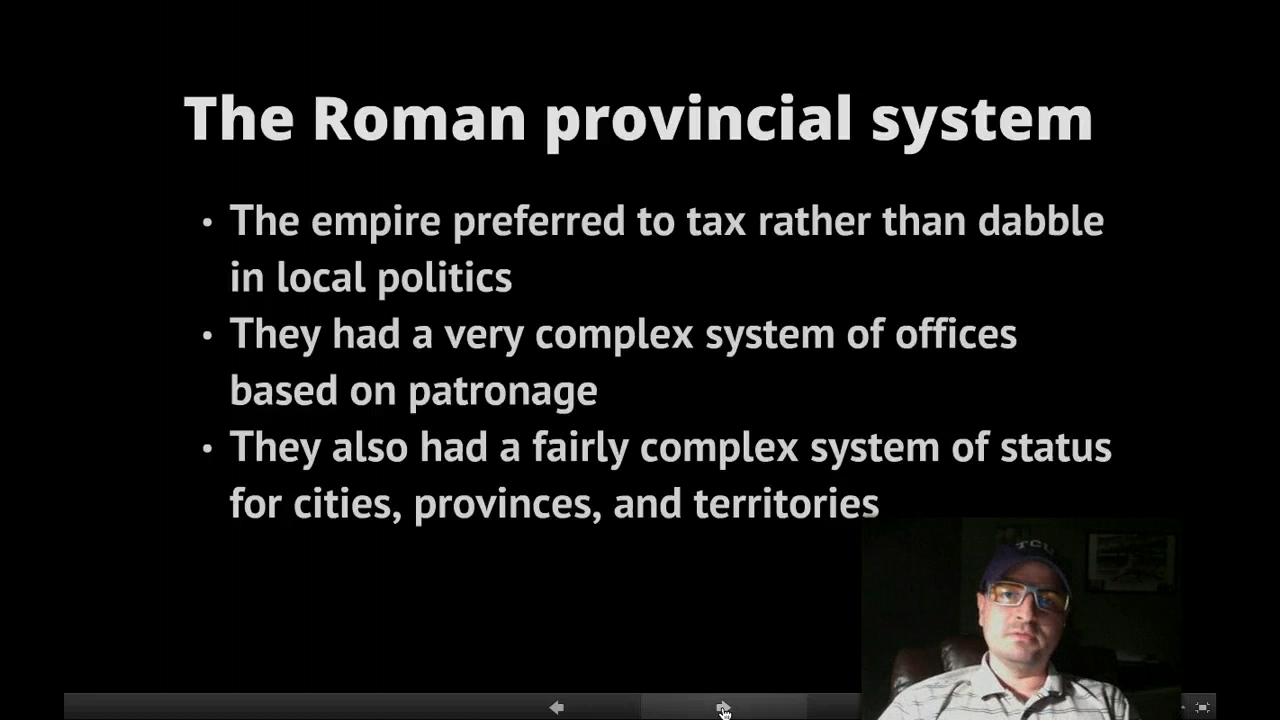 The Roman provincial system
• The empire preferred to tax rather than dabble
in local politics
• They had a very complex system of offices
based on patronage
• They also had a fairly complex system of status
for cities, provinces, and territories
TCU